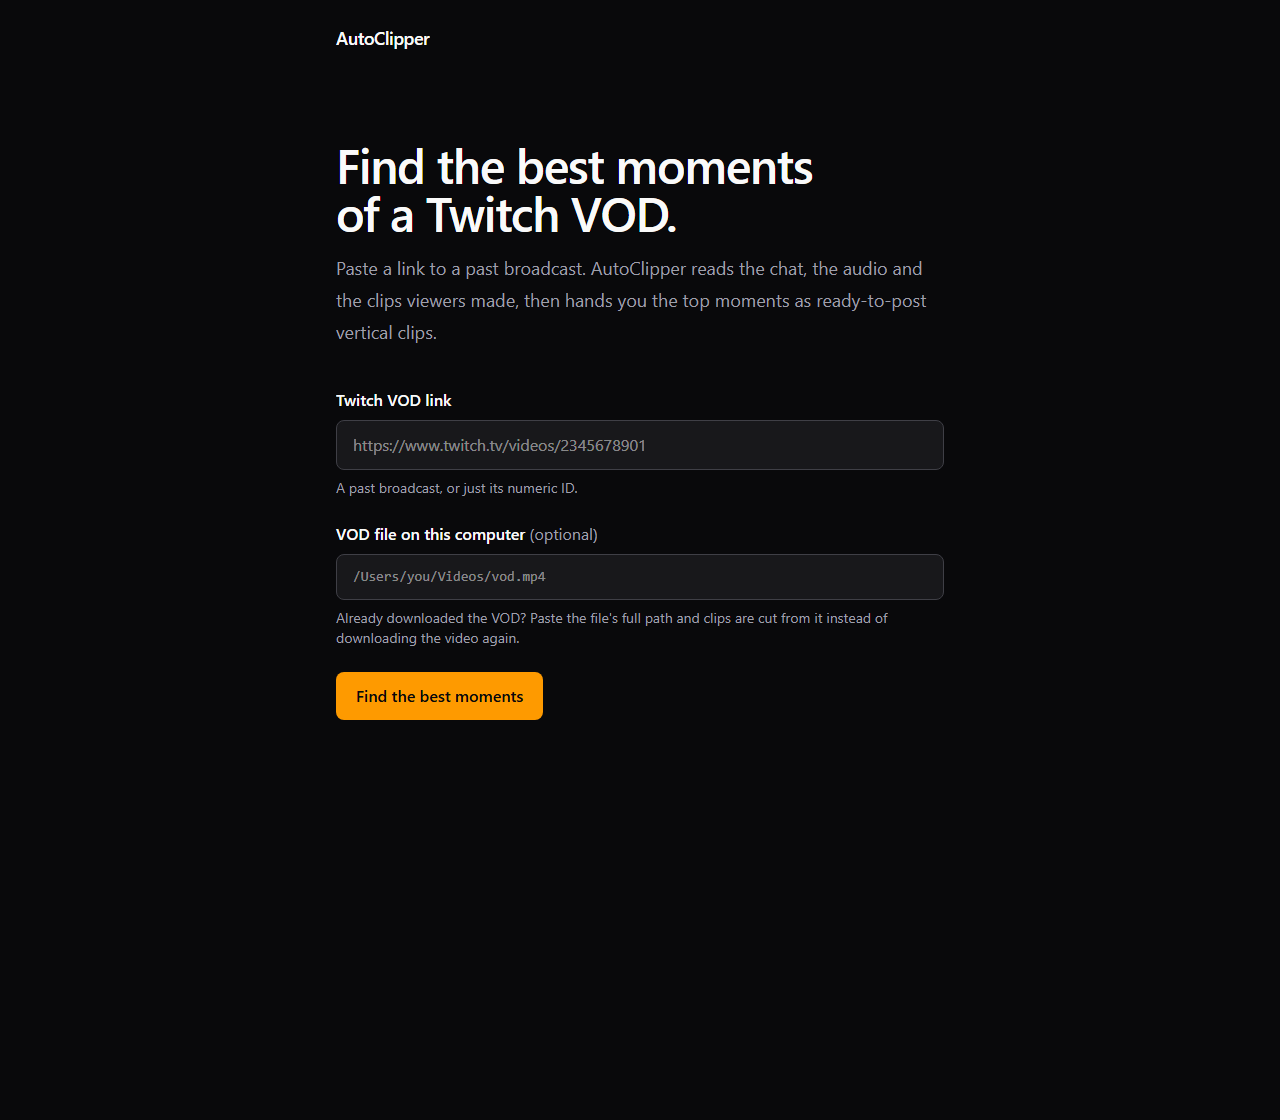 AutoClipper
Find the best moments
of a Twitch VOD.
Paste a link to a past broadcast. AutoClipper reads the chat, the audio and
the clips viewers made, then hands you the top moments as ready-to-post
vertical clips.
Twitch VOD link
https://www.twitch.tv/videos/2345678901
A past broadcast, or just its numeric ID.
VOD file on this computer (optional)
/Users/you/Videos/vod.mp4
Already downloaded the VOD? Paste the file's full path and clips are cut from it instead of
downloading the video again.
Find the best moments